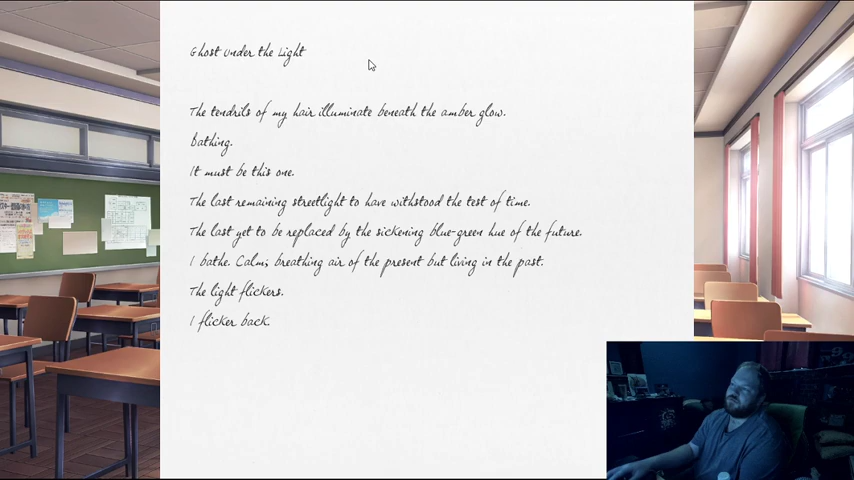 Ghost Under the Light
The tendrils of my hair illuminate beneath the amber glow.
Bathing.
It must be this one.
The last remaining streetlight to have withstood the test of time.
The last yet to be replaced by the sickening blue-green hue of the future.
I bathe. Calm; breathing air of the present but living in the past.
The light flickers.
I flicker back.